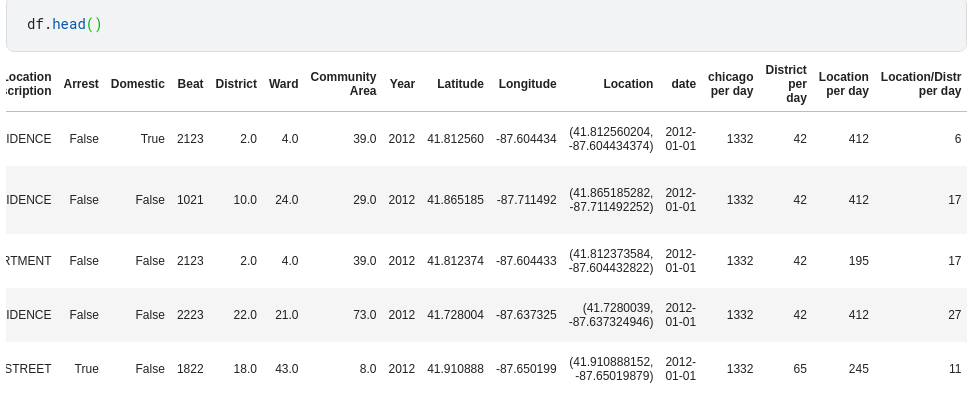 df.head()
Location Description Arrest Domestic Beat District Ward Community Area Year Latitude Longitude Location date chicago per day District per day Location per day Location/Distr per day
IDENCE False True 2123 2.0 4.0 39.0 2012 41.812560 -87.604434 (41.812560204, -87.604434374) 2012-01-01 1332 42 412 6
IDENCE False False 1021 10.0 24.0 29.0 2012 41.865185 -87.711492 (41.865185282, -87.711492252) 2012-01-01 1332 42 412 17
RTMENT False False 2123 2.0 4.0 39.0 2012 41.812374 -87.604433 (41.812373584, -87.604432822) 2012-01-01 1332 42 195 17
IDENCE False False 2223 22.0 21.0 73.0 2012 41.728004 -87.637325 (41.7280039, -87.637324946) 2012-01-01 1332 42 412 27
STREET True False 1822 18.0 43.0 8.0 2012 41.910888 -87.650199 (41.910888152, -87.65019879) 2012-01-01 1332 65 245 11